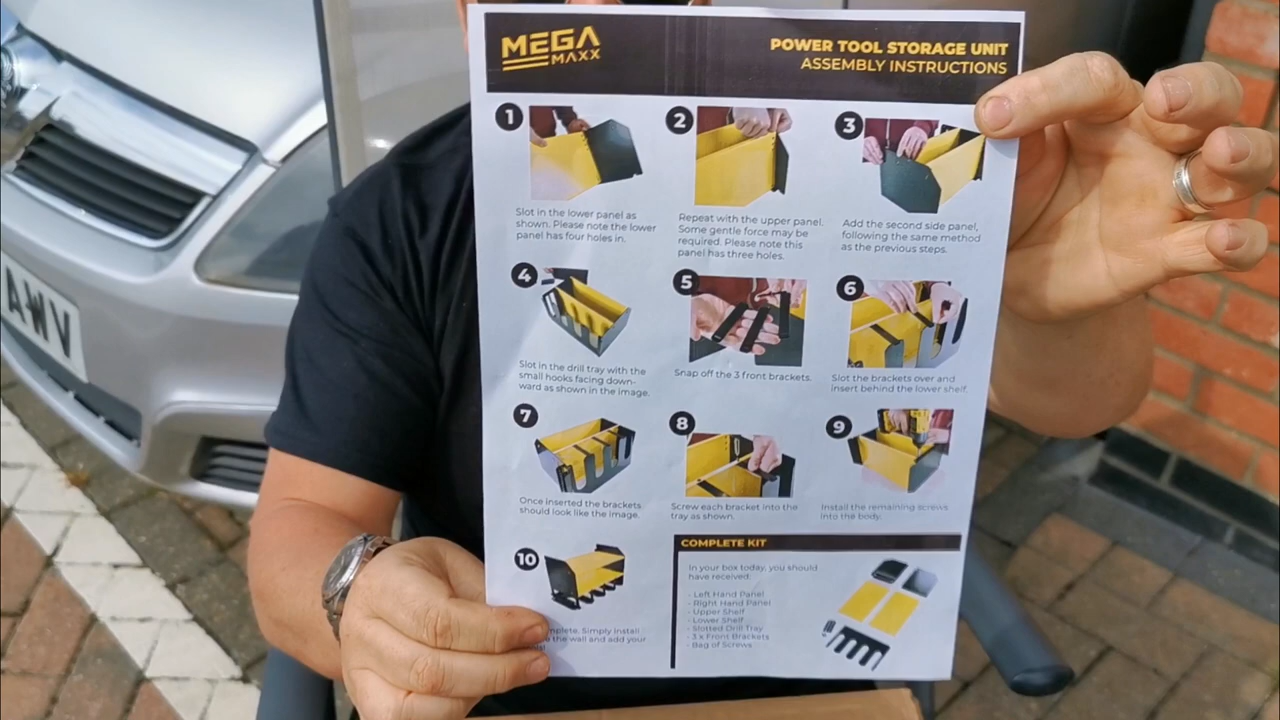 MEGA
MAXX
POWER TOOL STORAGE UNIT
ASSEMBLY INSTRUCTIONS
1
Slot in the lower panel as
shown. Please note the lower
panel has four holes in.
2
Repeat with the upper panel.
Some gentle force may be
required. Please note this
panel has three holes.
3
Add the second side panel,
following the same method
as the previous steps.
4
Slot in the drill tray with the
small hooks facing down-
ward as shown in the image.
5
Snap off the 3 front brackets.
6
Slot the brackets over and
insert behind the lower shelf.
7
Once inserted the brackets
should look like the image.
8
Screw each bracket into the
tray as shown.
9
Install the remaining screws
into the body.
10
Simply install
the wall and add your
COMPLETE KIT
In your box today, you should
have received:
- Left Hand Panel
- Right Hand Panel
- Upper Shelf
- Lower Shelf
- Slotted Drill Tray
- 3 x Front Brackets
- Bag of Screws
AWV